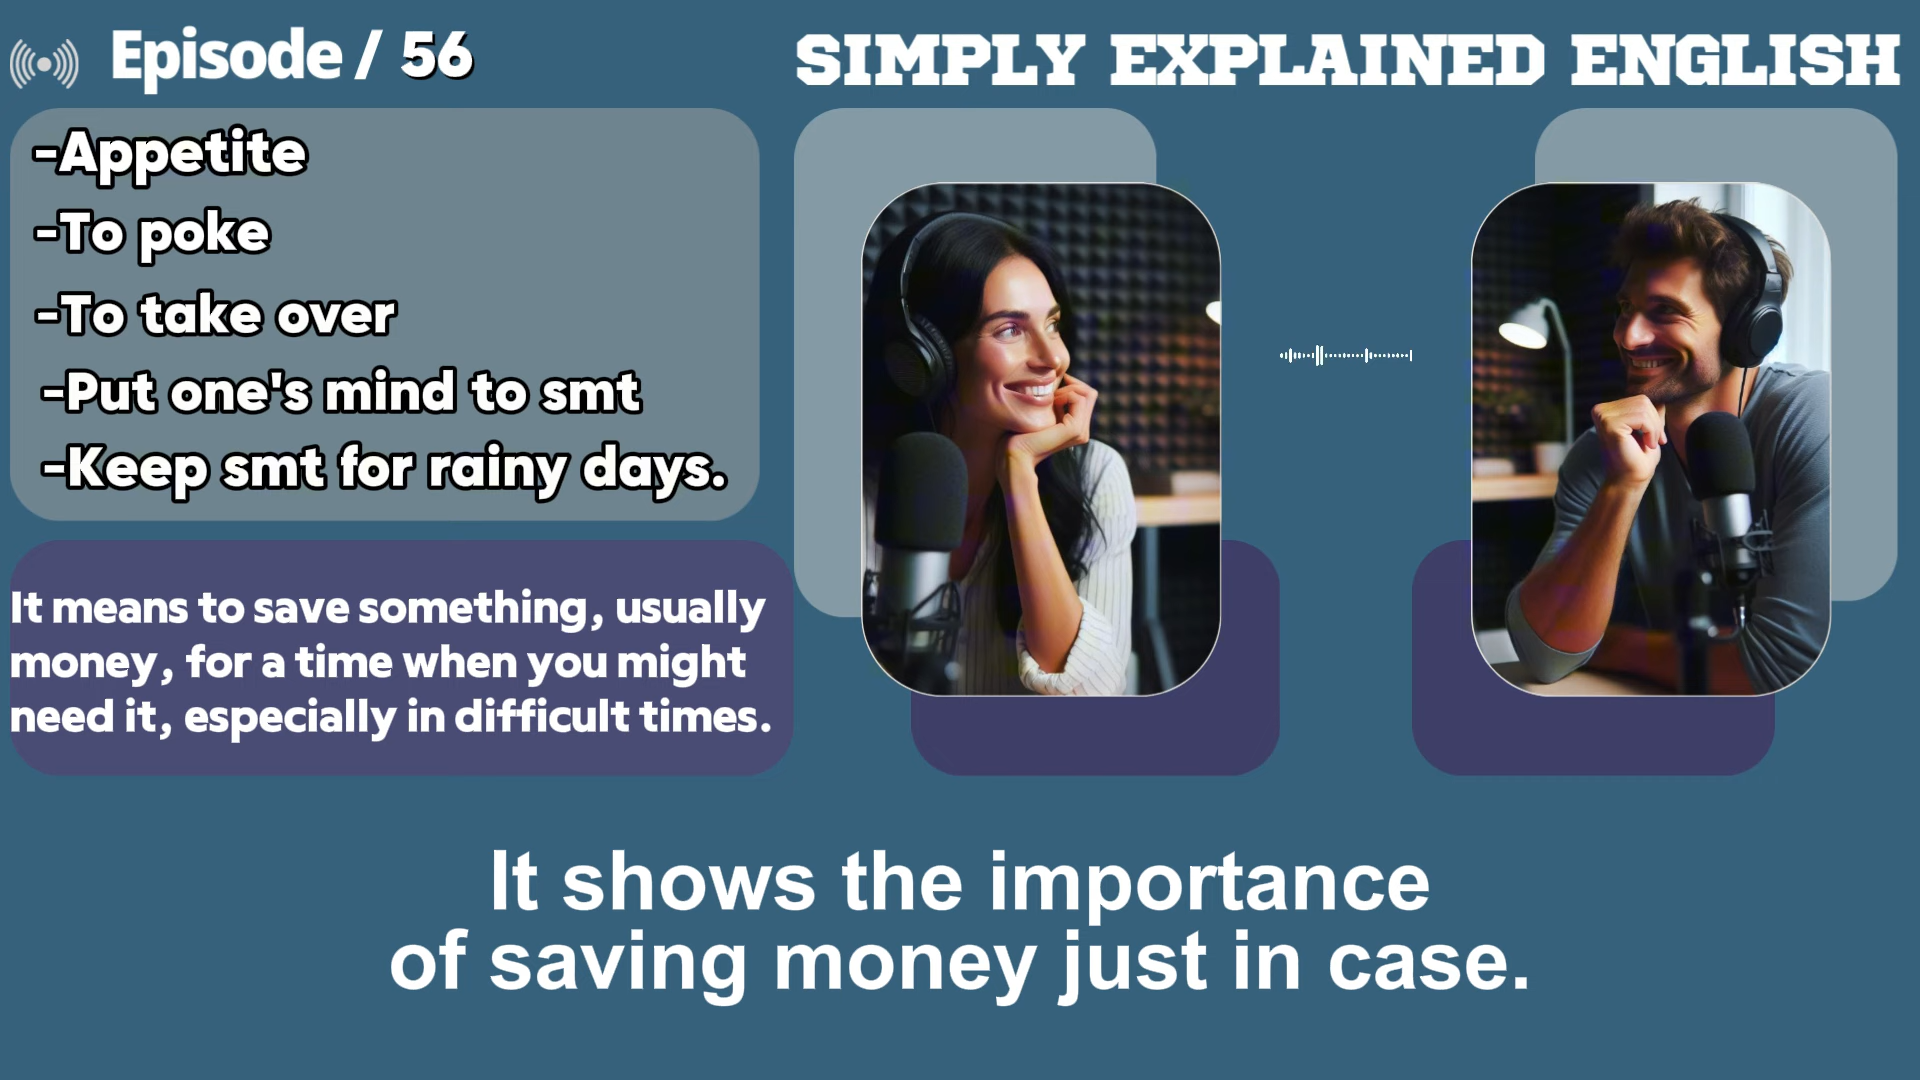 Episode / 56
SIMPLY EXPLAINED ENGLISH
-Appetite
-To poke
-To take over
-Put one's mind to smt
-Keep smt for rainy days.
It means to save something, usually
money, for a time when you might
need it, especially in difficult times.
It shows the importance
of saving money just in case.